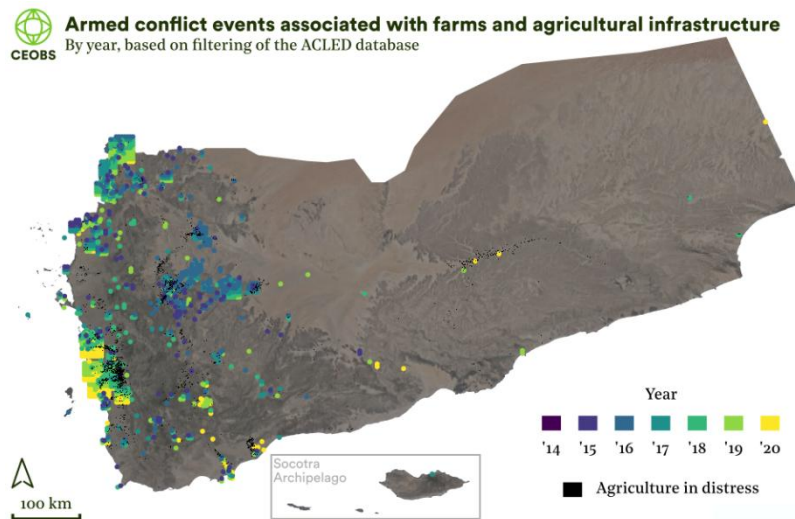 Armed conflict events associated with farms and agricultural infrastructure
By year, based on filtering of the ACLED database
CEOBS
Year
'14 '15 '16 '17 '18 '19 '20
Agriculture in distress
Socotra
Archipelago
100 km